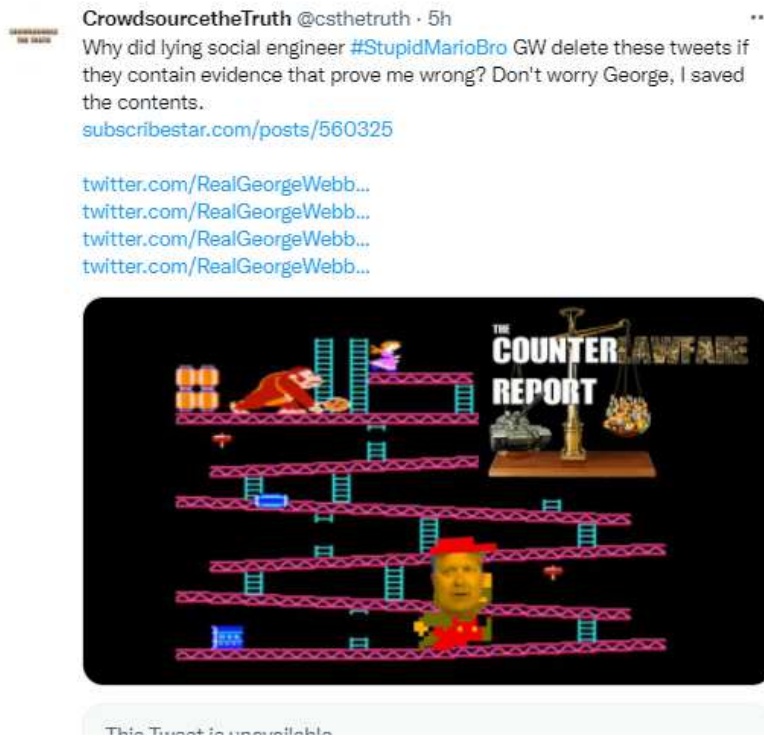 CrowdsourcetheTruth @csthetruth · 5h
Why did lying social engineer #StupidMarioBro GW delete these tweets if
they contain evidence that prove me wrong? Don't worry George, I saved
the contents.
subscribestar.com/posts/560325
twitter.com/RealGeorgeWebb...
twitter.com/RealGeorgeWebb...
twitter.com/RealGeorgeWebb...
twitter.com/RealGeorgeWebb...
THE
COUNTERLAWFARE
REPORT
This Tweet is unavailable